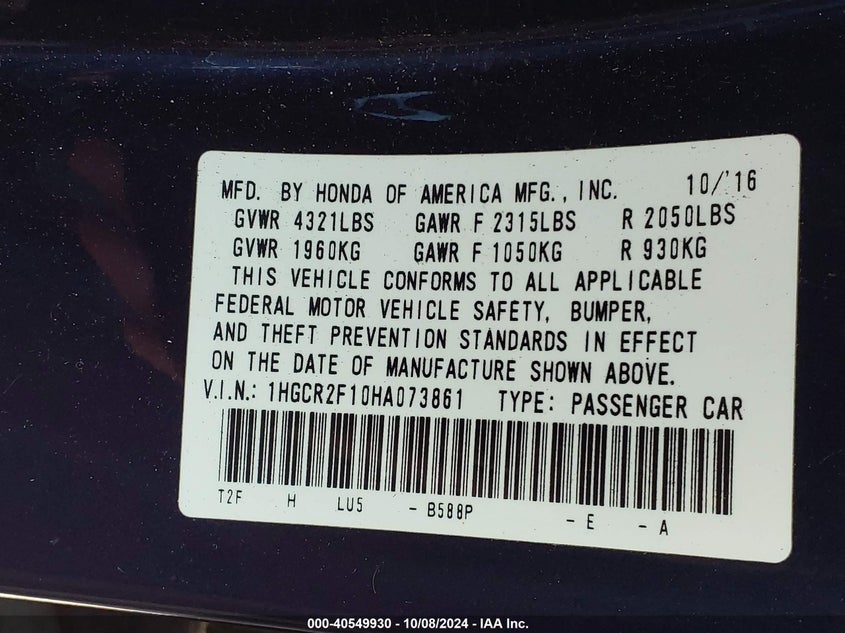 MFD. BY HONDA OF AMERICA MFG., INC. 10/'16
GVWR 4321LBS GAWR F 2315LBS R 2050LBS
GVWR 1960KG GAWR F 1050KG R 930KG
THIS VEHICLE CONFORMS TO ALL APPLICABLE
FEDERAL MOTOR VEHICLE SAFETY, BUMPER,
AND THEFT PREVENTION STANDARDS IN EFFECT
ON THE DATE OF MANUFACTURE SHOWN ABOVE.
V.I.N.: 1HGCR2F10HA073861 TYPE: PASSENGER CAR
T2F H LU5 - B588P - E - A
000-40549930 - 10/08/2024 - IAA Inc.